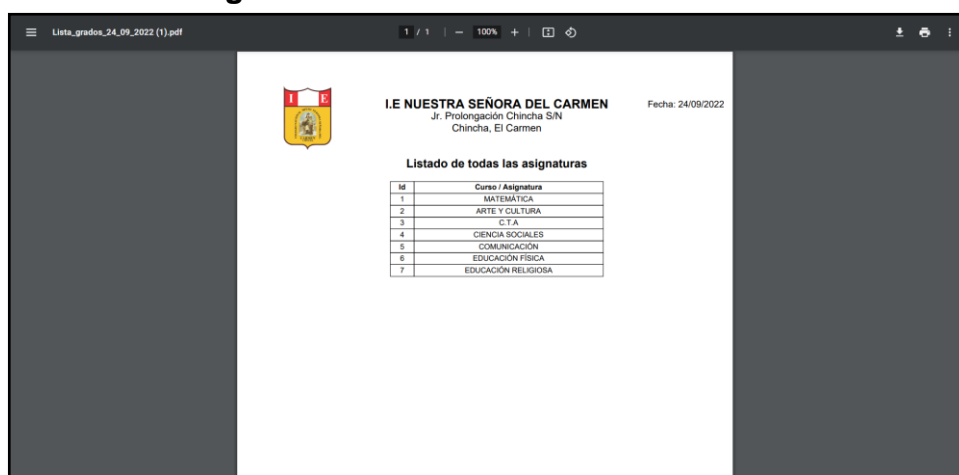 Lista_grados_24_09_2022 (1).pdf
1 / 1 | − 100% + |
I E
I.E NUESTRA SEÑORA DEL CARMEN
Fecha: 24/09/2022
Jr. Prolongación Chincha S/N
Chincha, El Carmen
Listado de todas las asignaturas
Id Curso / Asignatura
1 MATEMÁTICA
2 ARTE Y CULTURA
3 C.T.A
4 CIENCIA SOCIALES
5 COMUNICACIÓN
6 EDUCACIÓN FÍSICA
7 EDUCACIÓN RELIGIOSA